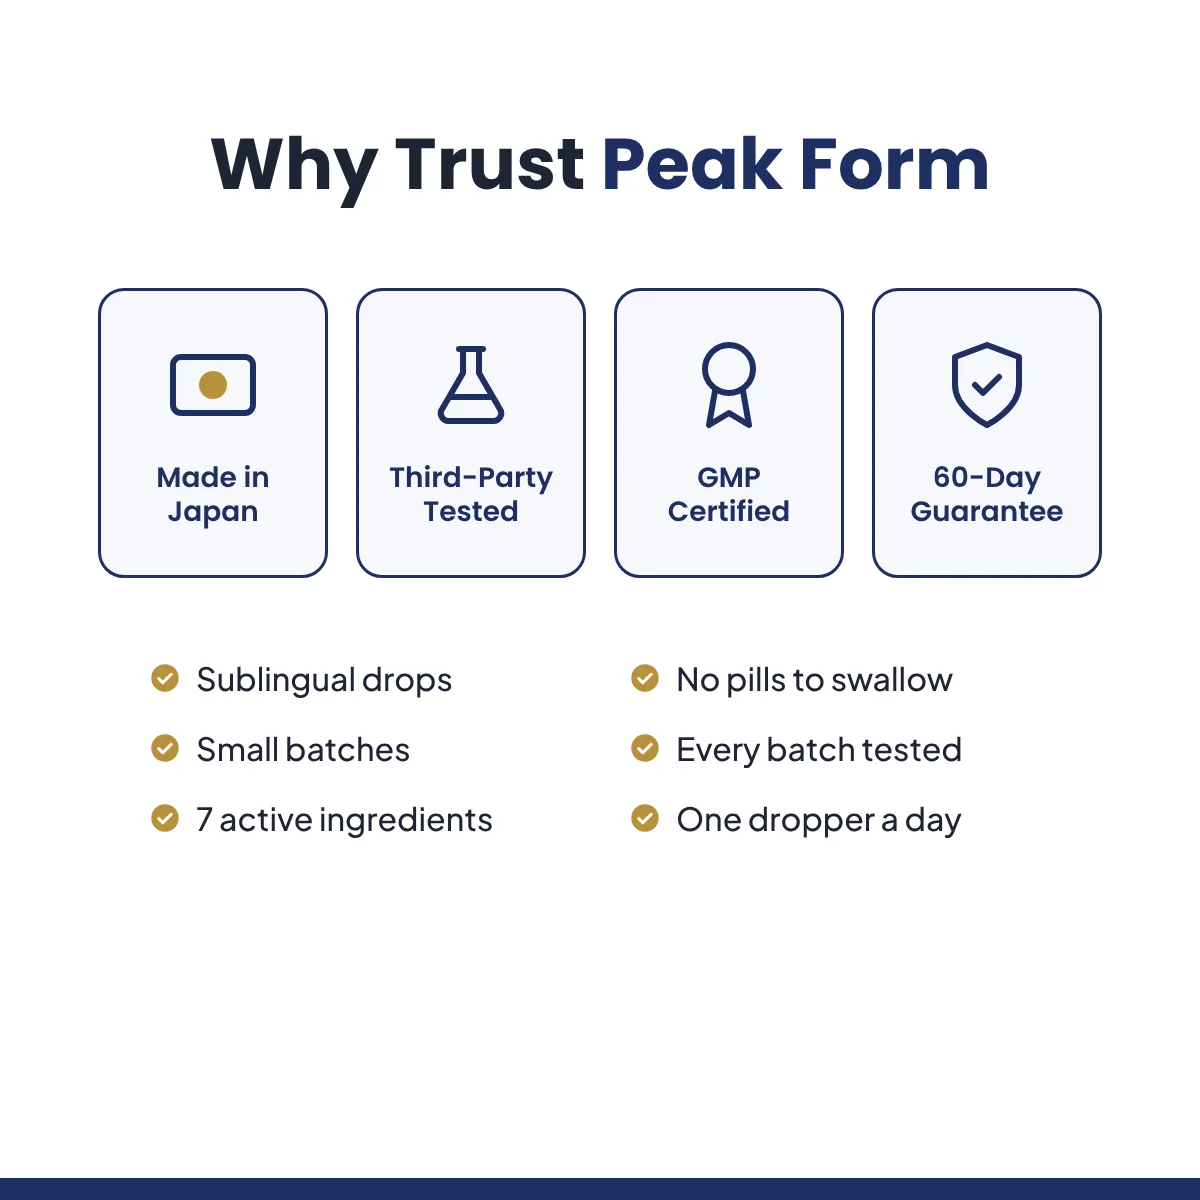 Why Trust Peak Form
Made in
Japan
Third-Party
Tested
GMP
Certified
60-Day
Guarantee
Sublingual drops
No pills to swallow
Small batches
Every batch tested
7 active ingredients
One dropper a day